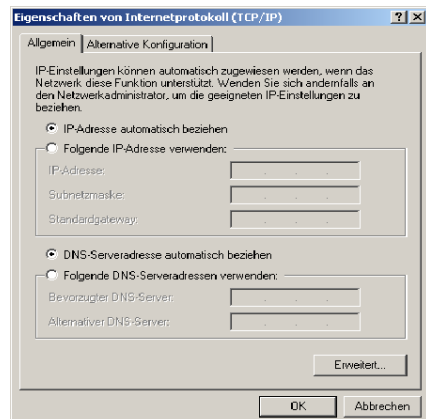 Eigenschaften von Internetprotokoll (TCP/IP)
Allgemein Alternative Konfiguration
IP-Einstellungen können automatisch zugewiesen werden, wenn das
Netzwerk diese Funktion unterstützt. Wenden Sie sich andernfalls an
den Netzwerkadministrator, um die geeigneten IP-Einstellungen zu
beziehen.
IP-Adresse automatisch beziehen
Folgende IP-Adresse verwenden:
IP-Adresse:
Subnetzmaske:
Standardgateway:
DNS-Serveradresse automatisch beziehen
Folgende DNS-Serveradressen verwenden:
Bevorzugter DNS-Server:
Alternativer DNS-Server:
Erweitert...
OK Abbrechen